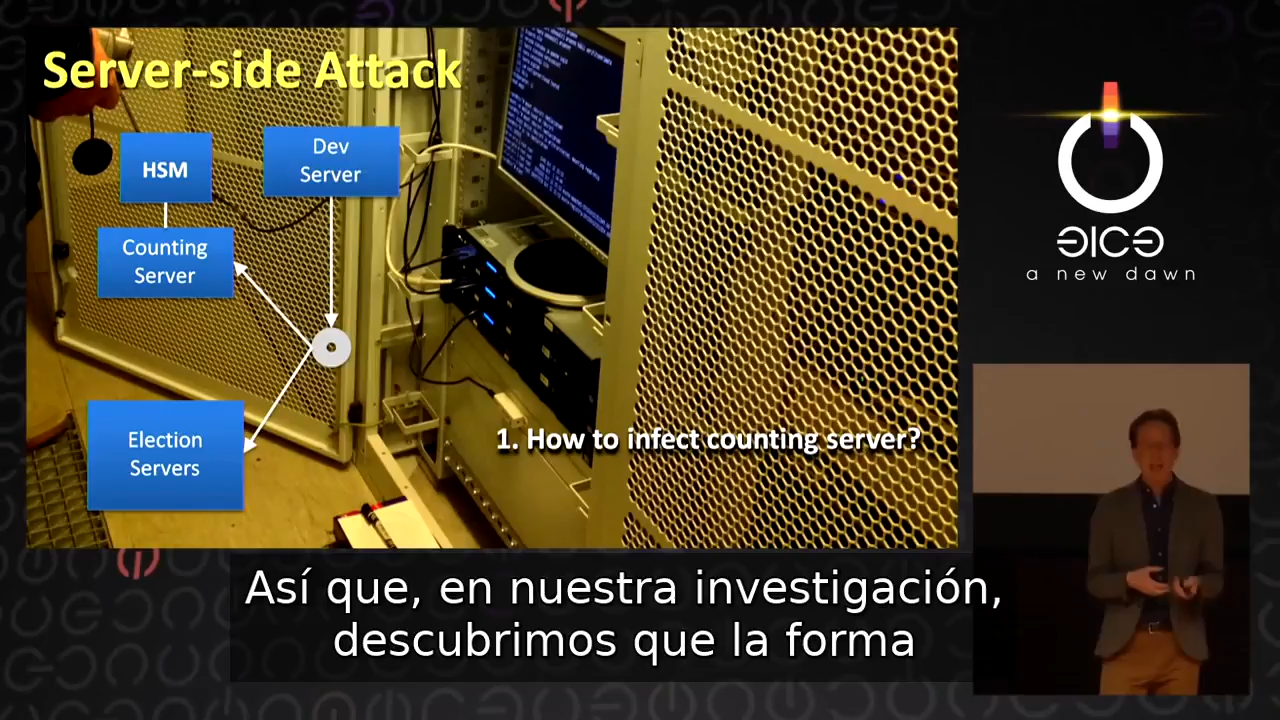 Server-side Attack
HSM
Dev
Server
Counting
Server
Election
Servers
1. How to infect counting server?
a new dawn
Así que, en nuestra investigación,
descubrimos que la forma